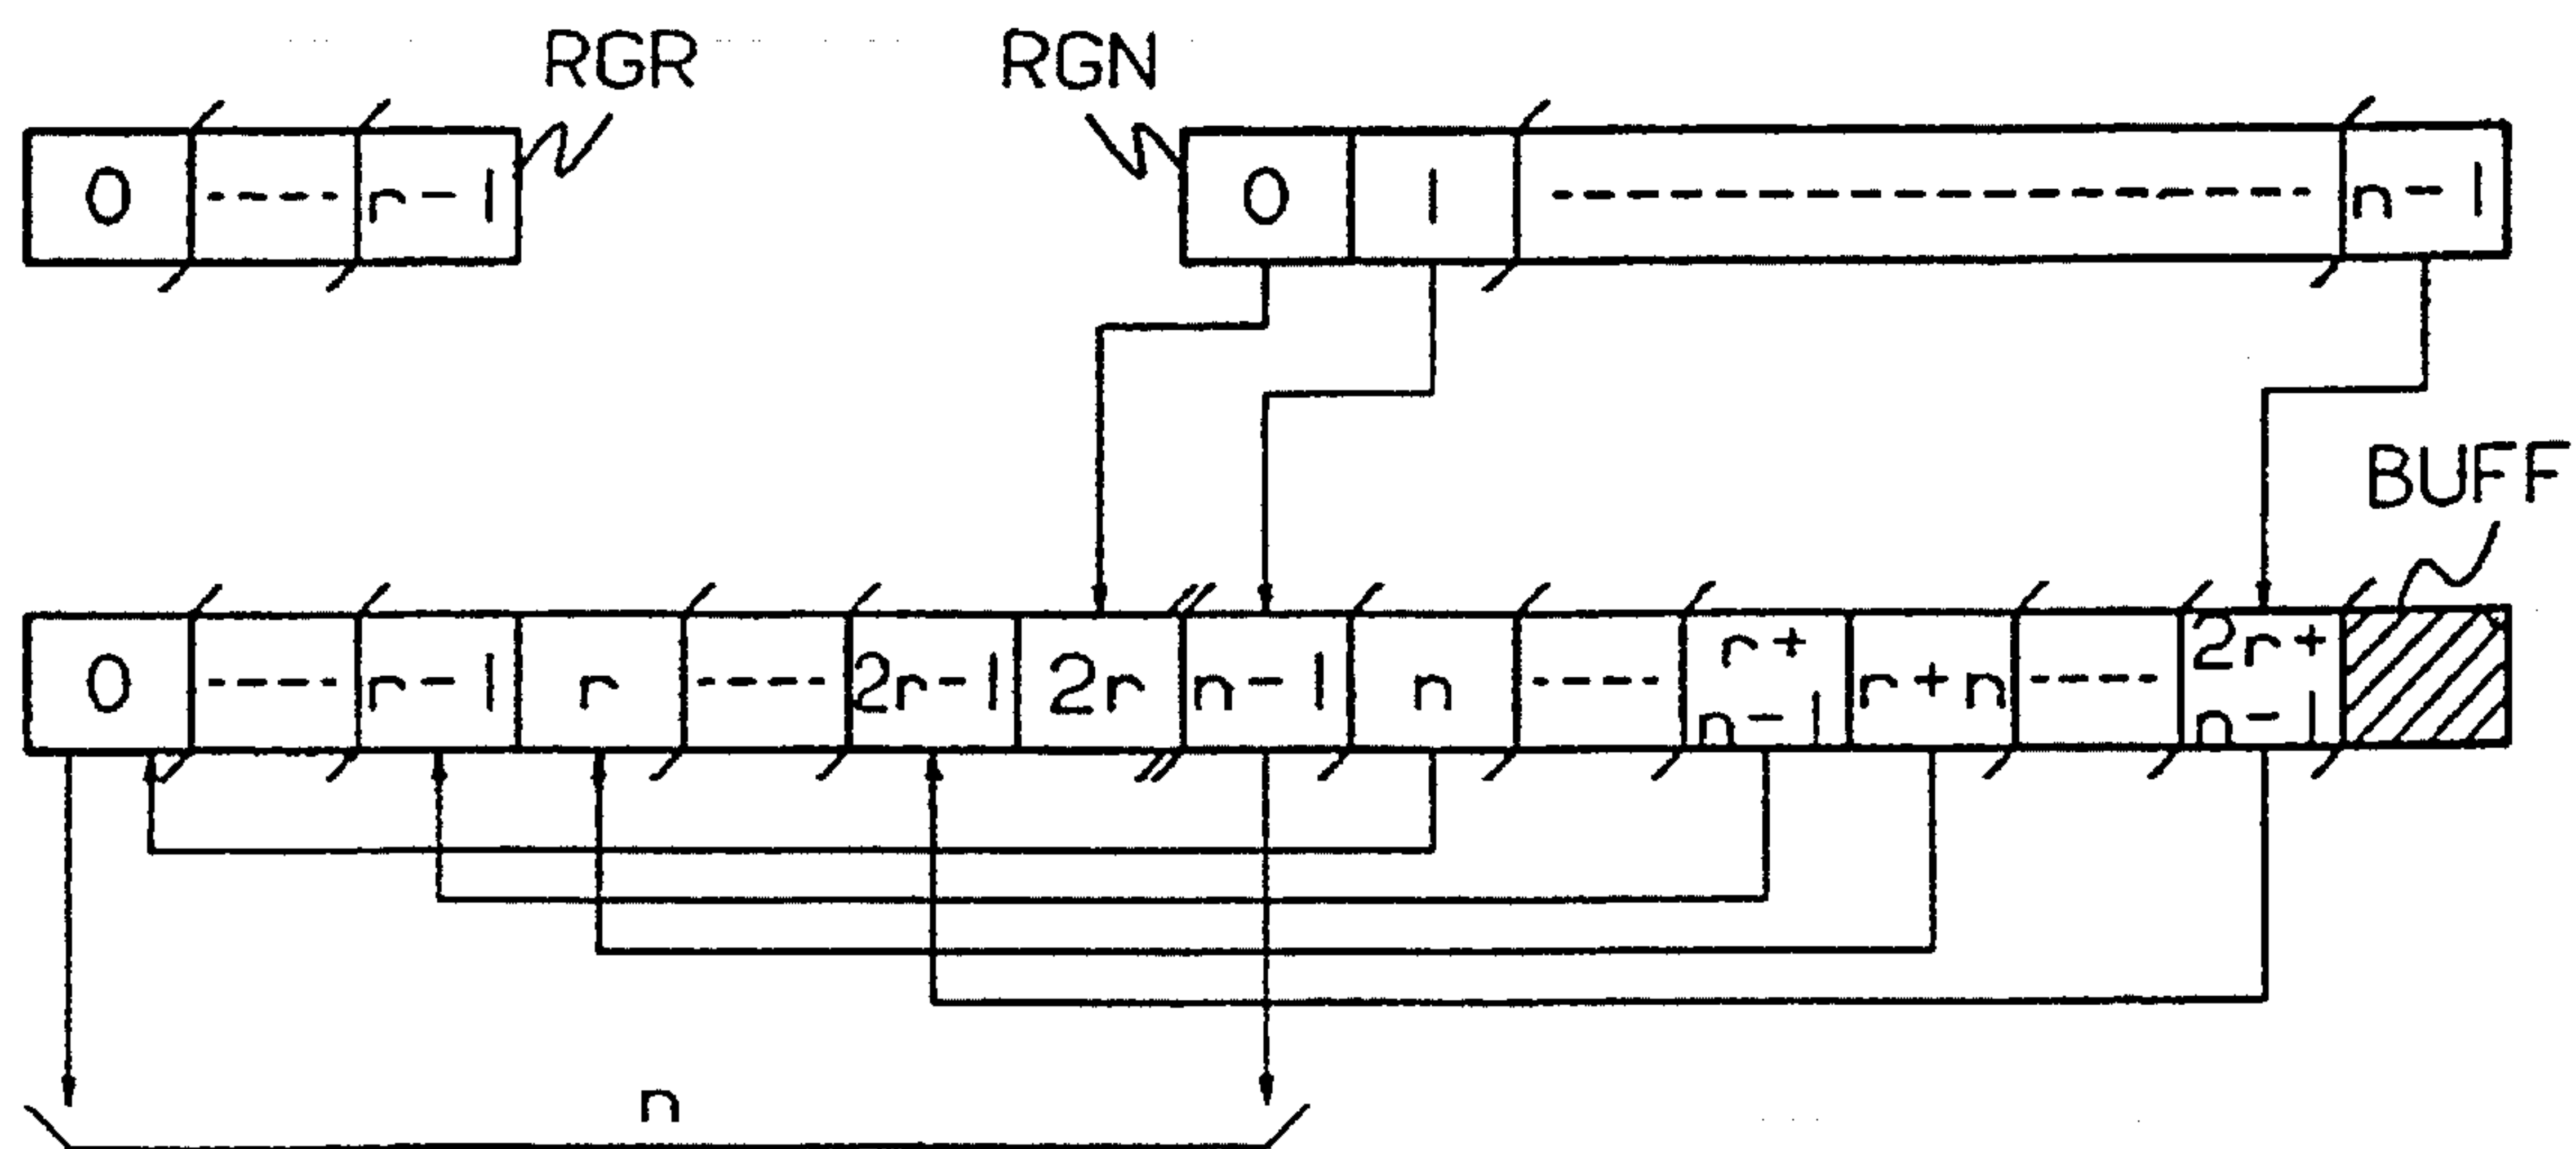 RGR RGN
0 ---- r-1 0 1 ---------------- n-1
BUFF
0 ---- r-1 r ---- 2r-1 2r n-1 n ---- r+n-1 r+n ---- 2r+n-1
n